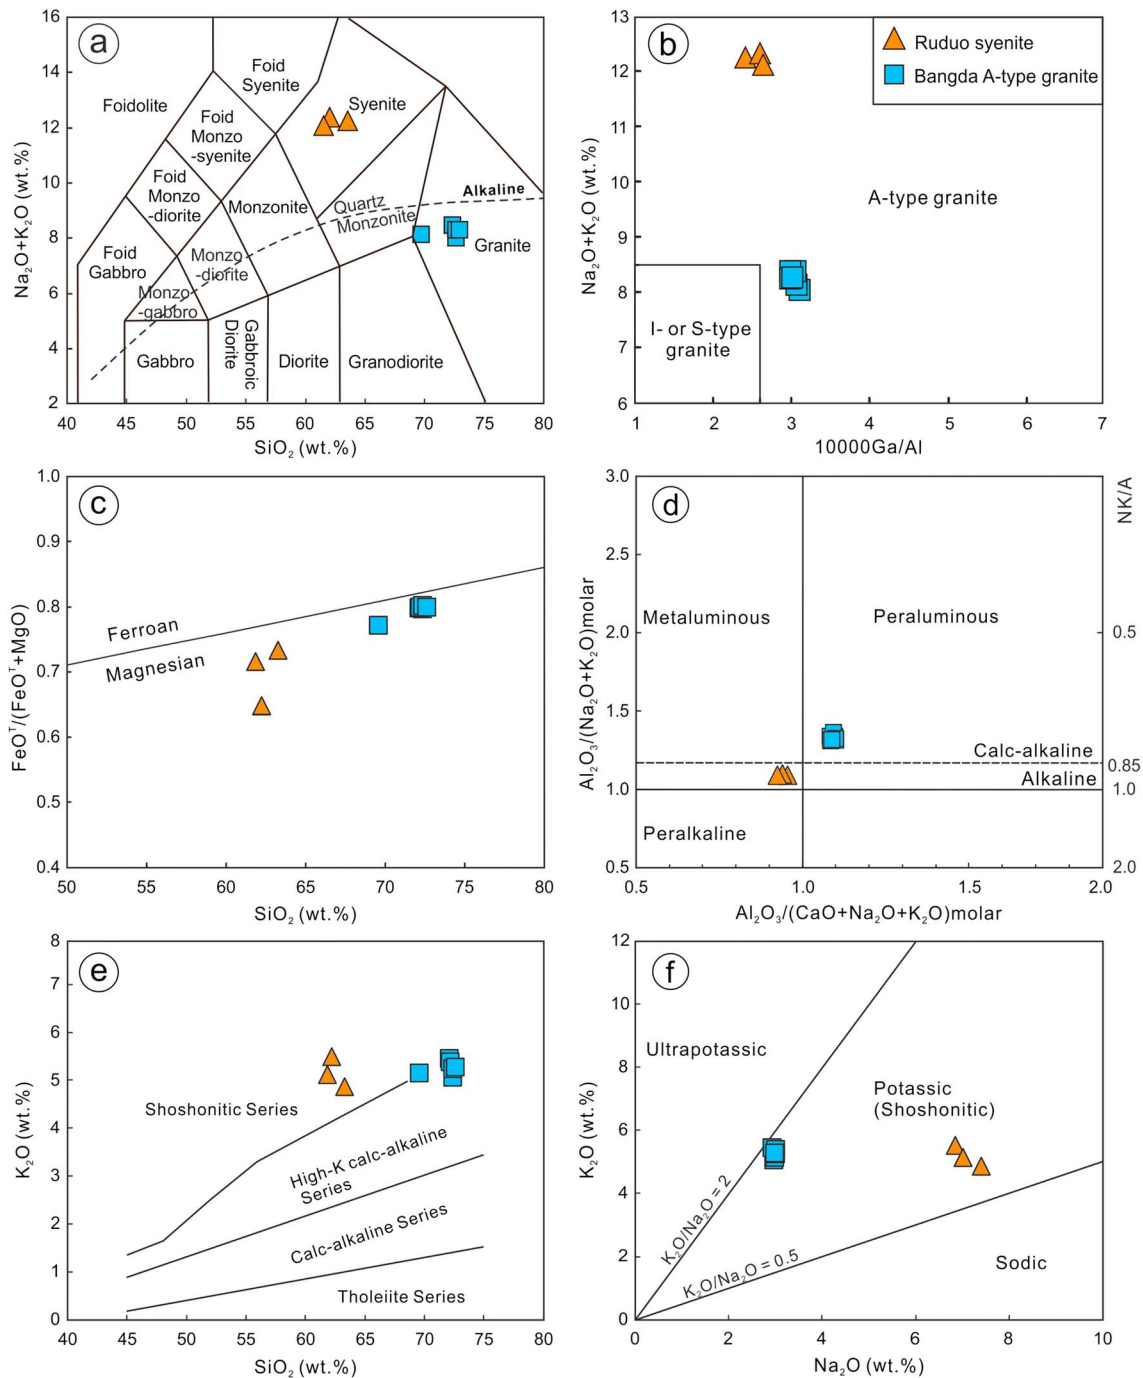 a
Na₂O+K₂O (wt.%)
16
14
12
10
8
6
4
2
Foidolite
Foid
Syenite
Syenite
Foid
Monzo
-syenite
Foid
Monzo
-diorite
Monzonite
Quartz
Monzonite
Alkaline
Foid
Gabbro
Monzo
-diorite
Granite
Monzo
-gabbro
Gabbro
Gabbroic
Diorite
Diorite
Granodiorite
40
45
50
55
60
65
70
75
80
SiO₂ (wt.%)
b
Na₂O+K₂O (wt.%)
13
12
11
10
9
8
7
6
Ruduo syenite
Bangda A-type granite
A-type granite
I- or S-type
granite
1
2
3
4
5
6
7
10000Ga/Al
c
FeOᵀ/(FeOᵀ+MgO)
1.0
0.9
0.8
0.7
0.6
0.5
0.4
Ferroan
Magnesian
50
55
60
65
70
75
80
SiO₂ (wt.%)
d
Al₂O₃/(Na₂O+K₂O)molar
3.0
2.5
2.0
1.5
1.0
0.5
NK/A
0.5
0.85
1.0
2.0
Metaluminous
Peraluminous
Calc-alkaline
Alkaline
Peralkaline
0.5
1.0
1.5
2.0
Al₂O₃/(CaO+Na₂O+K₂O)molar
e
K₂O (wt.%)
8
7
6
5
4
3
2
1
0
Shoshonitic Series
High-K calc-alkaline
Series
Calc-alkaline Series
Tholeiite Series
40
45
50
55
60
65
70
75
80
SiO₂ (wt.%)
f
K₂O (wt.%)
12
10
8
6
4
2
0
Ultrapotassic
Potassic
(Shoshonitic)
K₂O/Na₂O = 2
K₂O/Na₂O = 0.5
Sodic
0
2
4
6
8
10
Na₂O (wt.%)